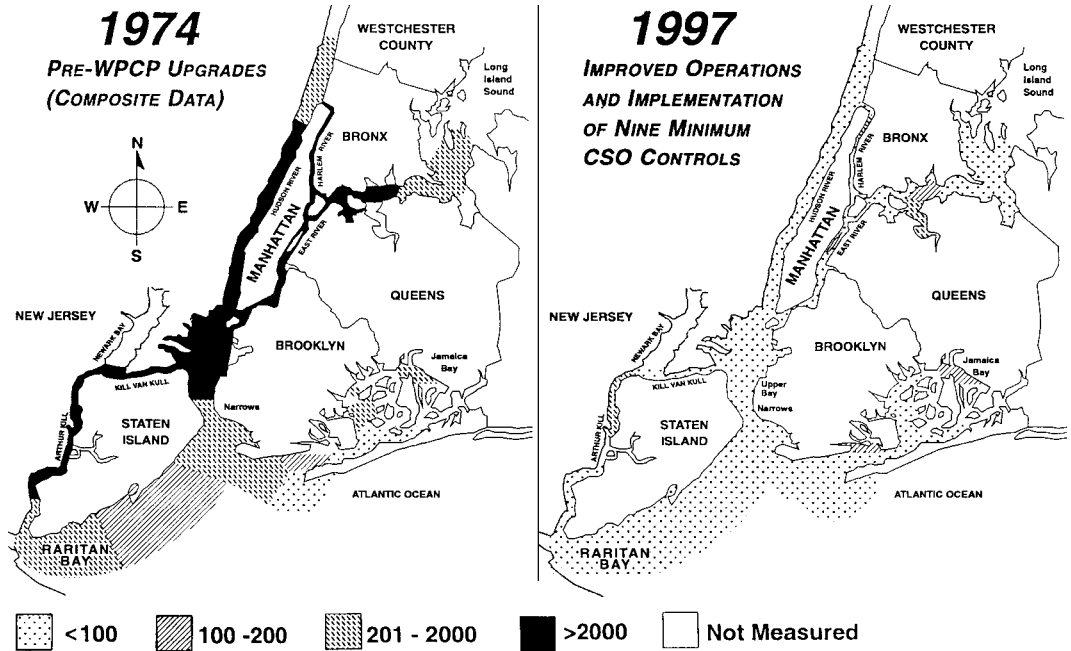 1974
PRE-WPCP UPGRADES
(COMPOSITE DATA)
N
W
E
S
WESTCHESTER
COUNTY
Long
Island
Sound
BRONX
HARLEM RIVER
HUDSON RIVER
MANHATTAN
EAST RIVER
QUEENS
NEW JERSEY
NEWARK BAY
BROOKLYN
Jamaica
Bay
KILL VAN KULL
Narrows
STATEN
ISLAND
ARTHUR KILL
ATLANTIC OCEAN
RARITAN
BAY
1997
IMPROVED OPERATIONS
AND IMPLEMENTATION
OF NINE MINIMUM
CSO CONTROLS
WESTCHESTER
COUNTY
Long
Island
Sound
BRONX
HARLEM RIVER
HUDSON RIVER
MANHATTAN
EAST RIVER
QUEENS
NEW JERSEY
NEWARK BAY
BROOKLYN
Jamaica
Bay
KILL VAN KULL
Upper
Bay
Narrows
STATEN
ISLAND
ARTHUR KILL
ATLANTIC OCEAN
RARITAN
BAY
<100
100 -200
201 - 2000
>2000
Not Measured